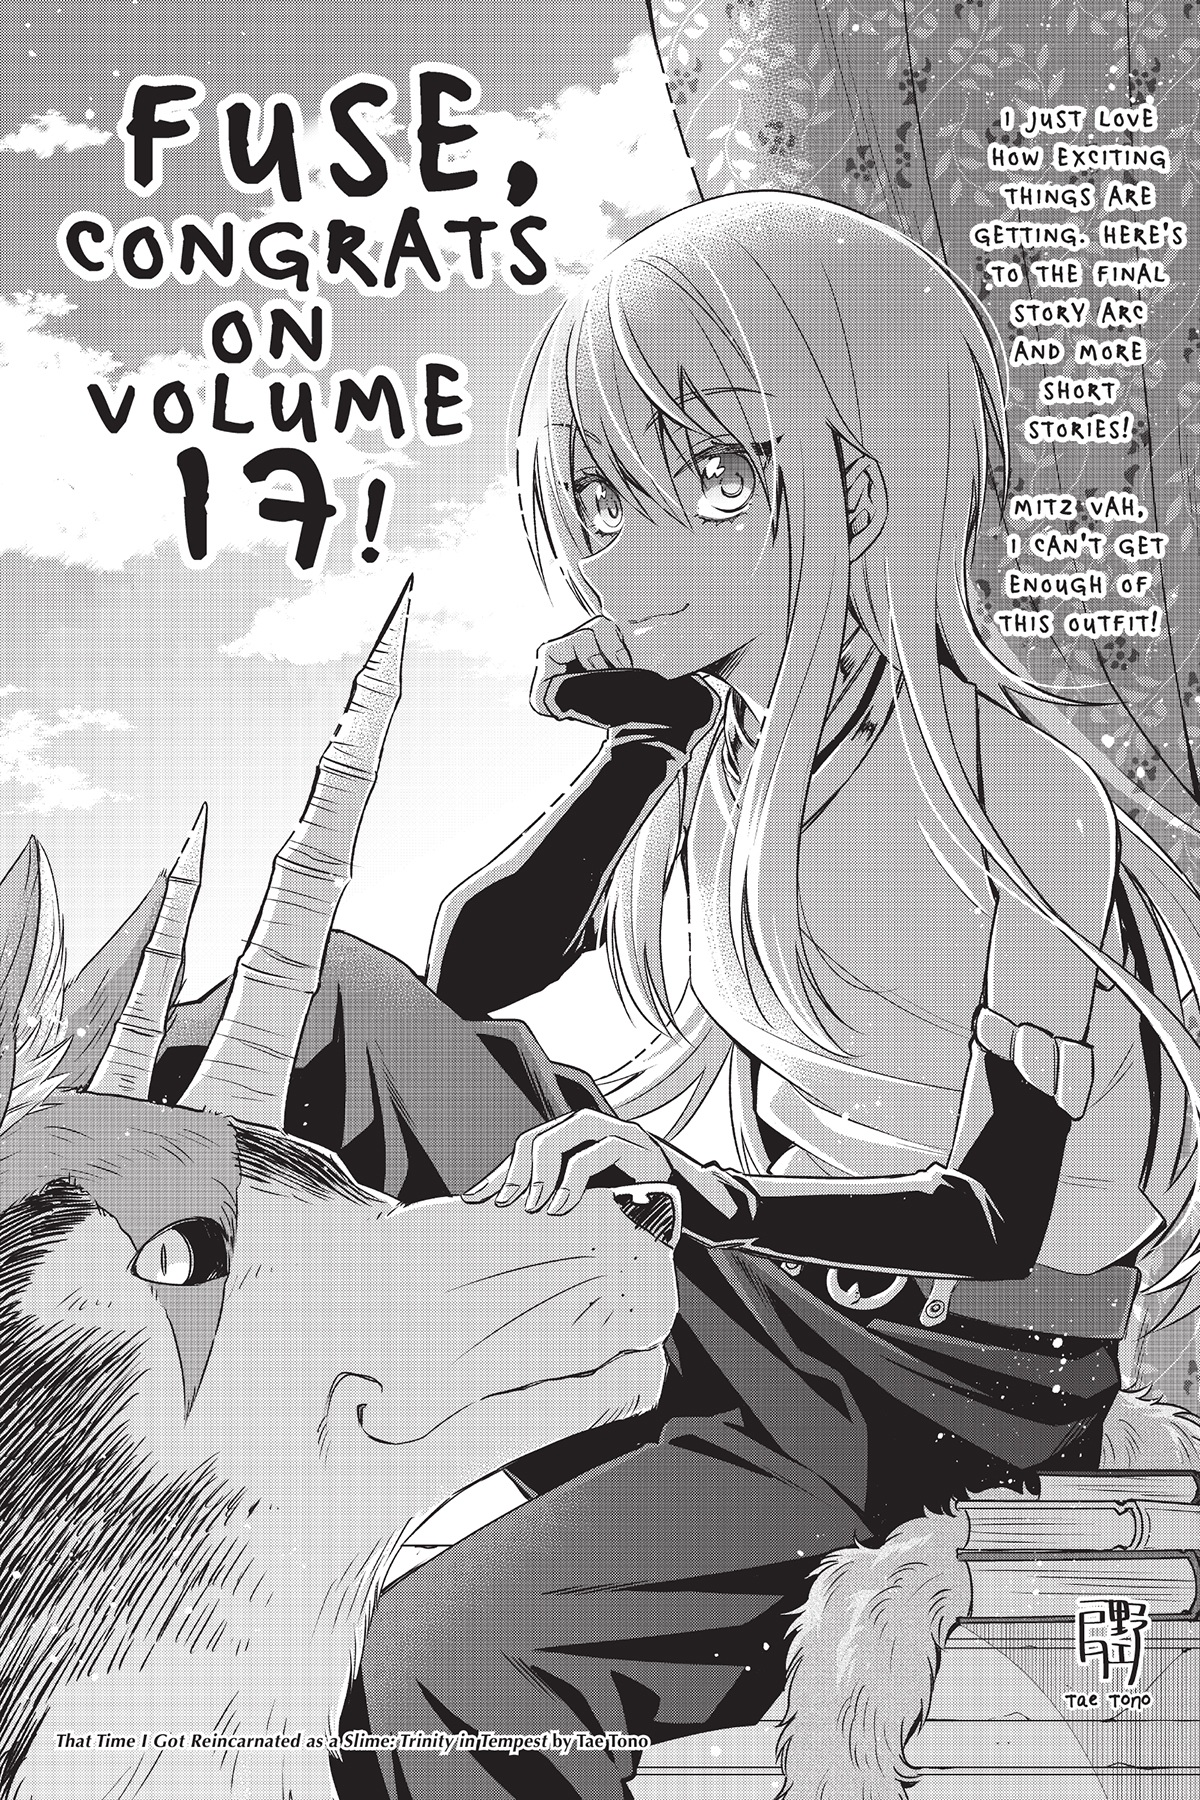 FUSE,
CONGRATS
ON
VOLUME
17!
I JUST LOVE
HOW EXCITING
THINGS ARE
GETTING. HERE'S
TO THE FINAL
STORY ARC
AND MORE
SHORT
STORIES!
MITZ VAH,
I CAN'T GET
ENOUGH OF
THIS OUTFIT!
Tae Tono
That Time I Got Reincarnated as a Slime: Trinity in Tempest by Tae Tono